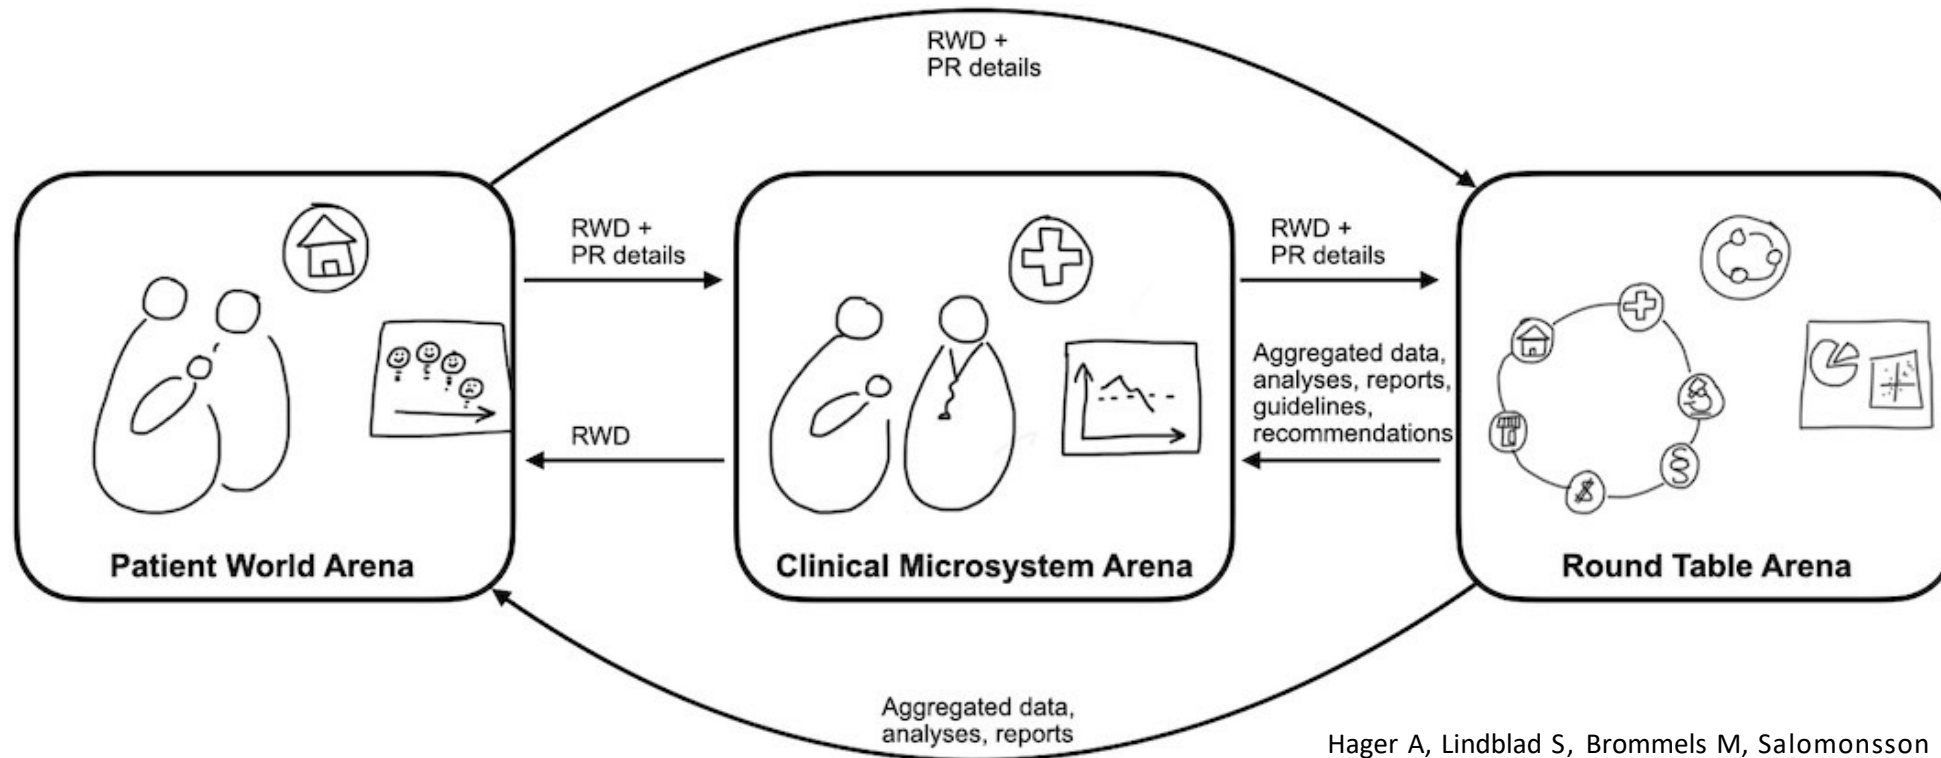 RWD +
PR details
RWD +
PR details
RWD +
PR details
Aggregated data,
analyses, reports,
guidelines,
recommendations
RWD
Patient World Arena
Clinical Microsystem Arena
Round Table Arena
Aggregated data,
analyses, reports
Hager A, Lindblad S, Brommels M, Salomonsson